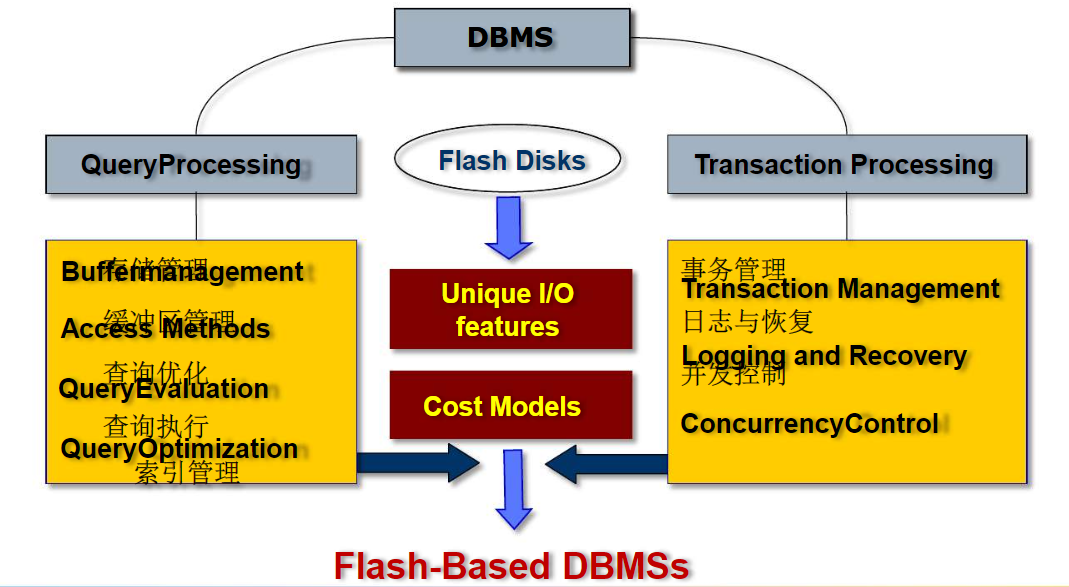 DBMS
QueryProcessing
Flash Disks
Transaction Processing
存储管理
Buffermanagement
缓冲区管理
Access Methods
查询优化
QueryEvaluation
查询执行
QueryOptimization
索引管理
Unique I/O
features
Cost Models
事务管理
Transaction Management
日志与恢复
Logging and Recovery
并发控制
ConcurrencyControl
Flash-Based DBMSs